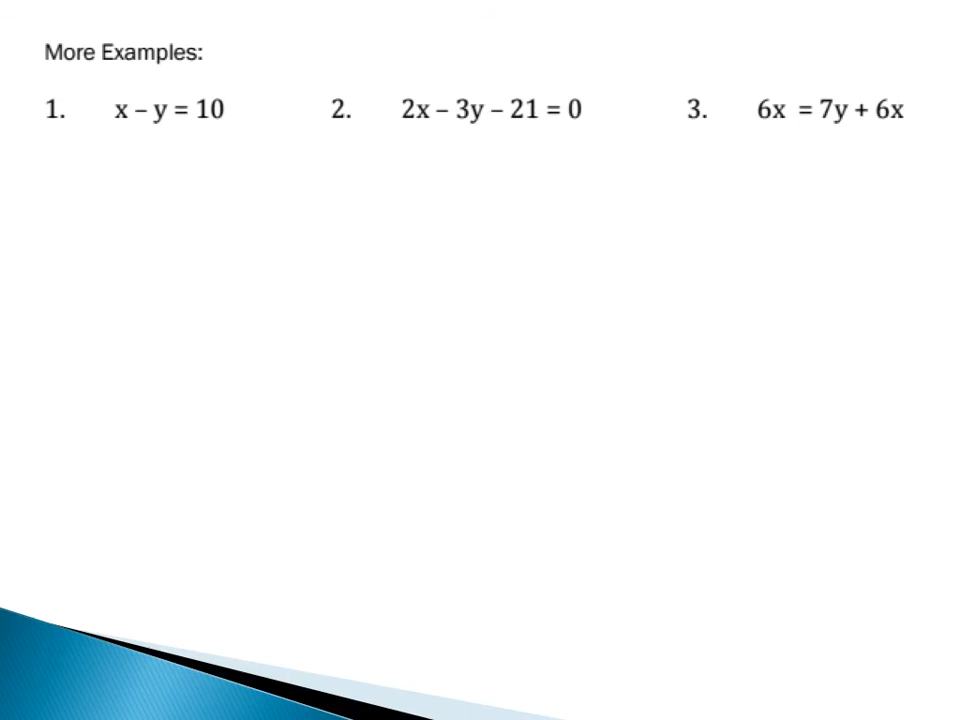 More Examples:
1. x – y = 10 2. 2x – 3y – 21 = 0 3. 6x = 7y + 6x